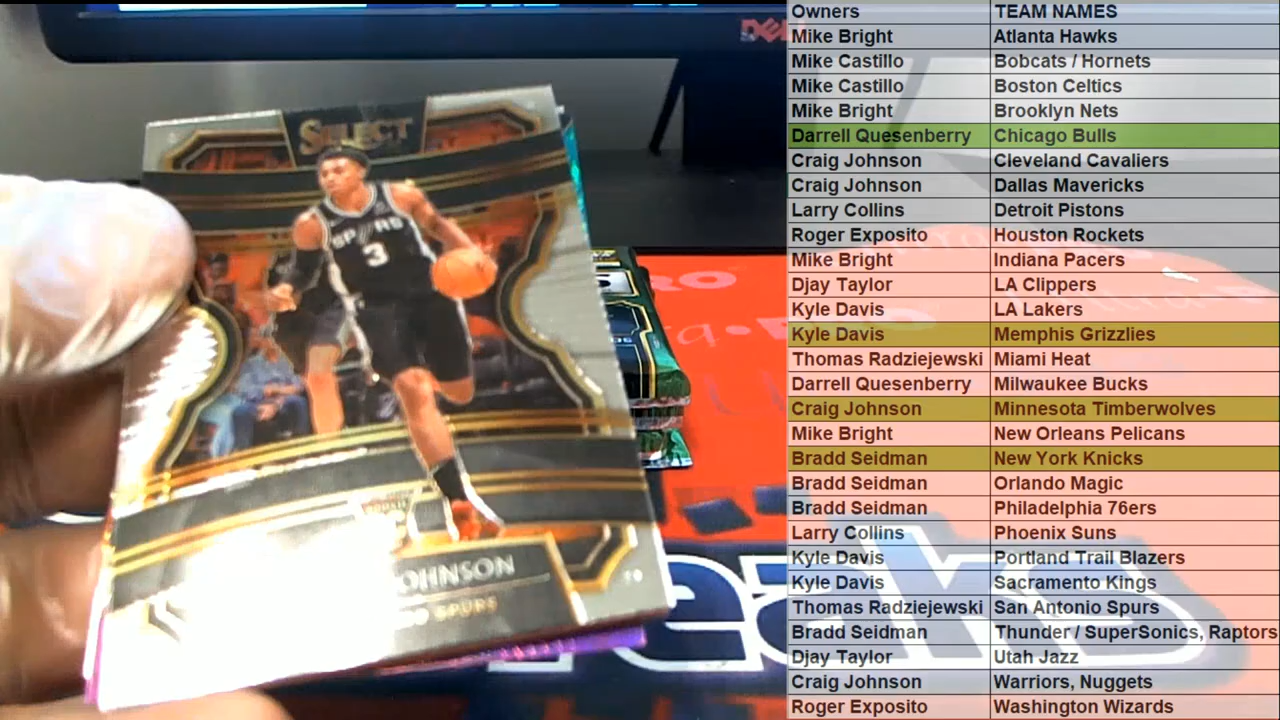 DELL
SELECT
SPURS
3
OHNSON
SPURS
Owners TEAM NAMES
Mike Bright Atlanta Hawks
Mike Castillo Bobcats / Hornets
Mike Castillo Boston Celtics
Mike Bright Brooklyn Nets
Darrell Quesenberry Chicago Bulls
Craig Johnson Cleveland Cavaliers
Craig Johnson Dallas Mavericks
Larry Collins Detroit Pistons
Roger Exposito Houston Rockets
Mike Bright Indiana Pacers
Djay Taylor LA Clippers
Kyle Davis LA Lakers
Kyle Davis Memphis Grizzlies
Thomas Radziejewski Miami Heat
Darrell Quesenberry Milwaukee Bucks
Craig Johnson Minnesota Timberwolves
Mike Bright New Orleans Pelicans
Bradd Seidman New York Knicks
Bradd Seidman Orlando Magic
Bradd Seidman Philadelphia 76ers
Larry Collins Phoenix Suns
Kyle Davis Portland Trail Blazers
Kyle Davis Sacramento Kings
Thomas Radziejewski San Antonio Spurs
Bradd Seidman Thunder / SuperSonics, Raptors
Djay Taylor Utah Jazz
Craig Johnson Warriors, Nuggets
Roger Exposito Washington Wizards